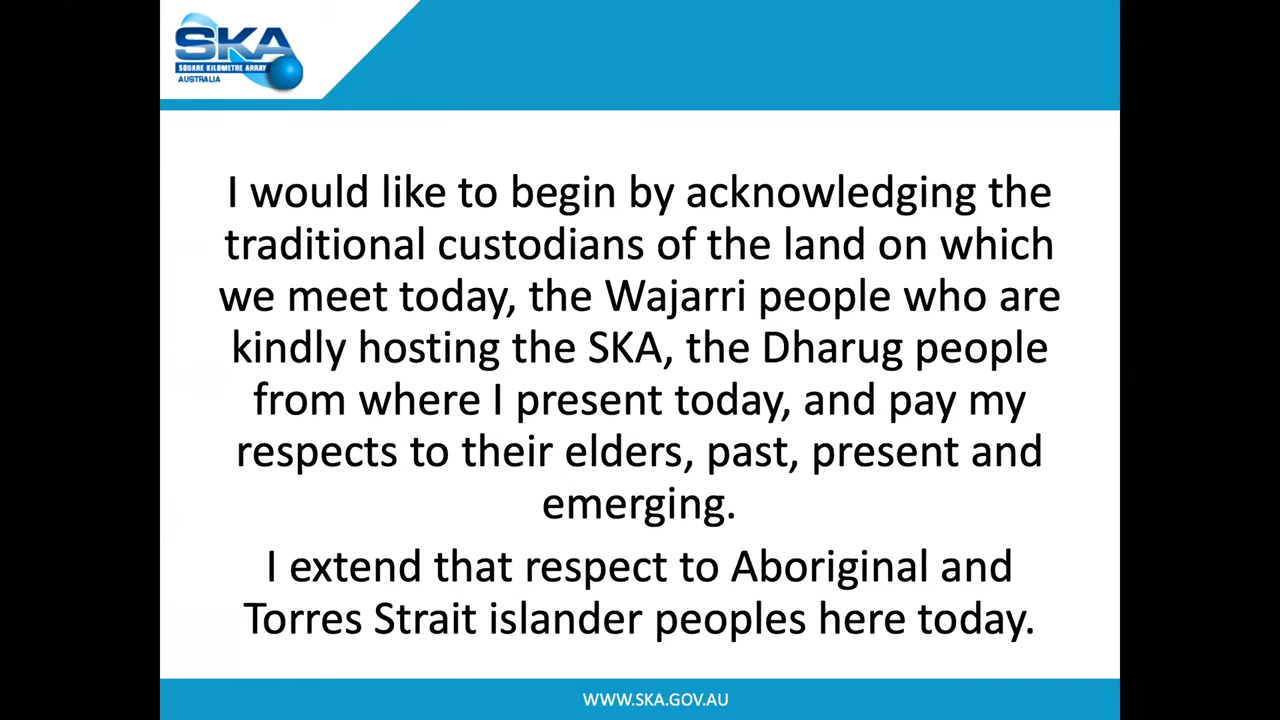 SKA
SQUARE KILOMETRE ARRAY
AUSTRALIA
I would like to begin by acknowledging the
traditional custodians of the land on which
we meet today, the Wajarri people who are
kindly hosting the SKA, the Dharug people
from where I present today, and pay my
respects to their elders, past, present and
emerging.
I extend that respect to Aboriginal and
Torres Strait islander peoples here today.
WWW.SKA.GOV.AU